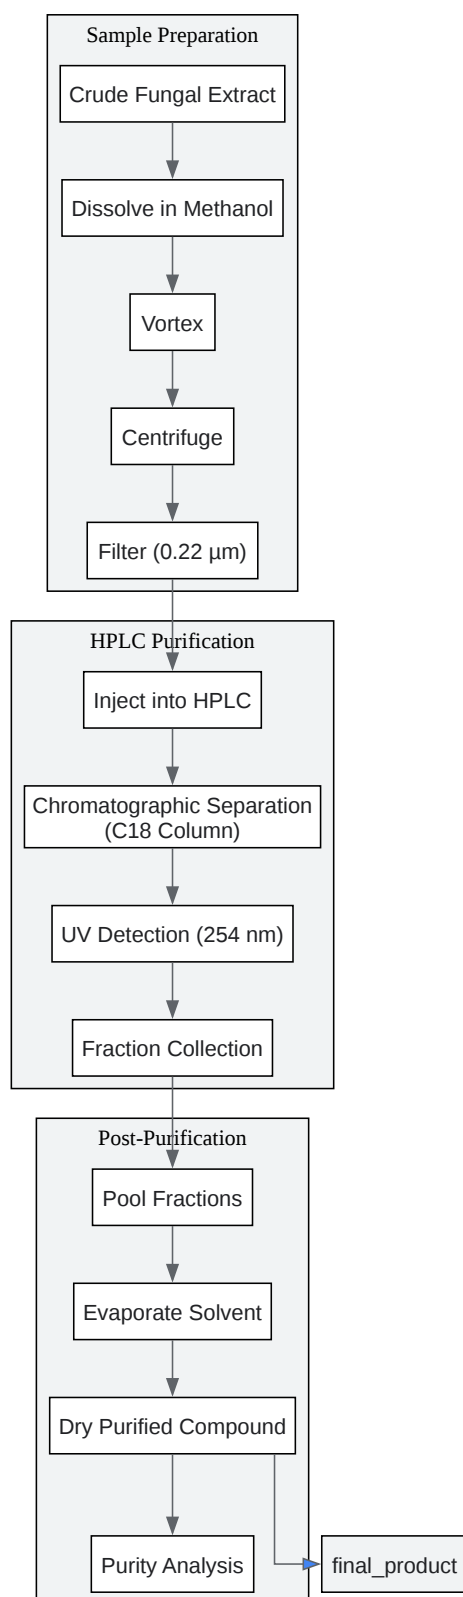 Sample Preparation
Crude Fungal Extract
Dissolve in Methanol
Vortex
Centrifuge
Filter (0.22 µm)
HPLC Purification
Inject into HPLC
Chromatographic Separation
(C18 Column)
UV Detection (254 nm)
Fraction Collection
Post-Purification
Pool Fractions
Evaporate Solvent
Dry Purified Compound
Purity Analysis
final_product